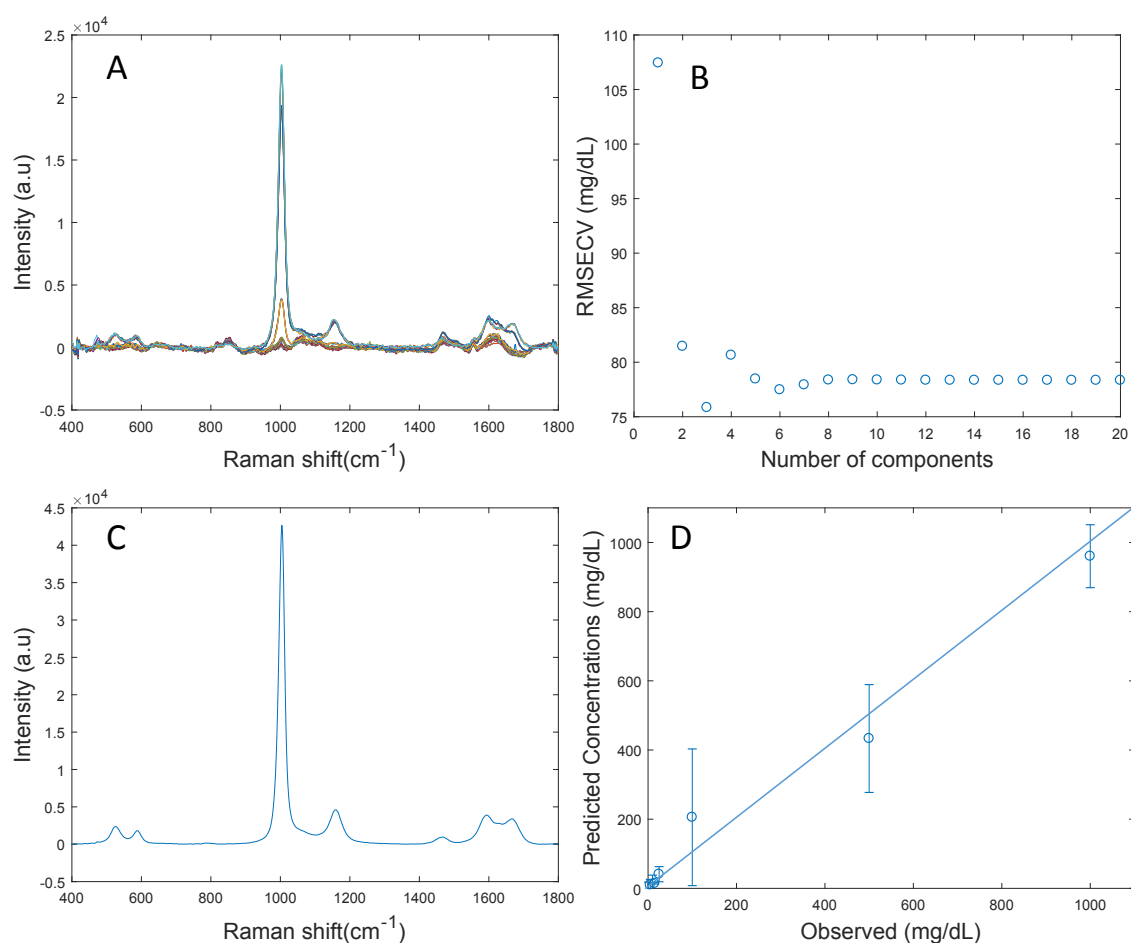 ×10⁴
A
2.5
2
1.5
1
0.5
0
-0.5
400 600 800 1000 1200 1400 1600 1800
Intensity (a.u)
Raman shift(cm⁻¹)
B
110
105
100
95
90
85
80
75
0 2 4 6 8 10 12 14 16 18 20
RMSECV (mg/dL)
Number of components
×10⁴
C
4.5
4
3.5
3
2.5
2
1.5
1
0.5
0
-0.5
400 600 800 1000 1200 1400 1600 1800
Intensity (a.u)
Raman shift(cm⁻¹)
D
1000
800
600
400
200
0
0 200 400 600 800 1000
Predicted Concentrations (mg/dL)
Observed (mg/dL)